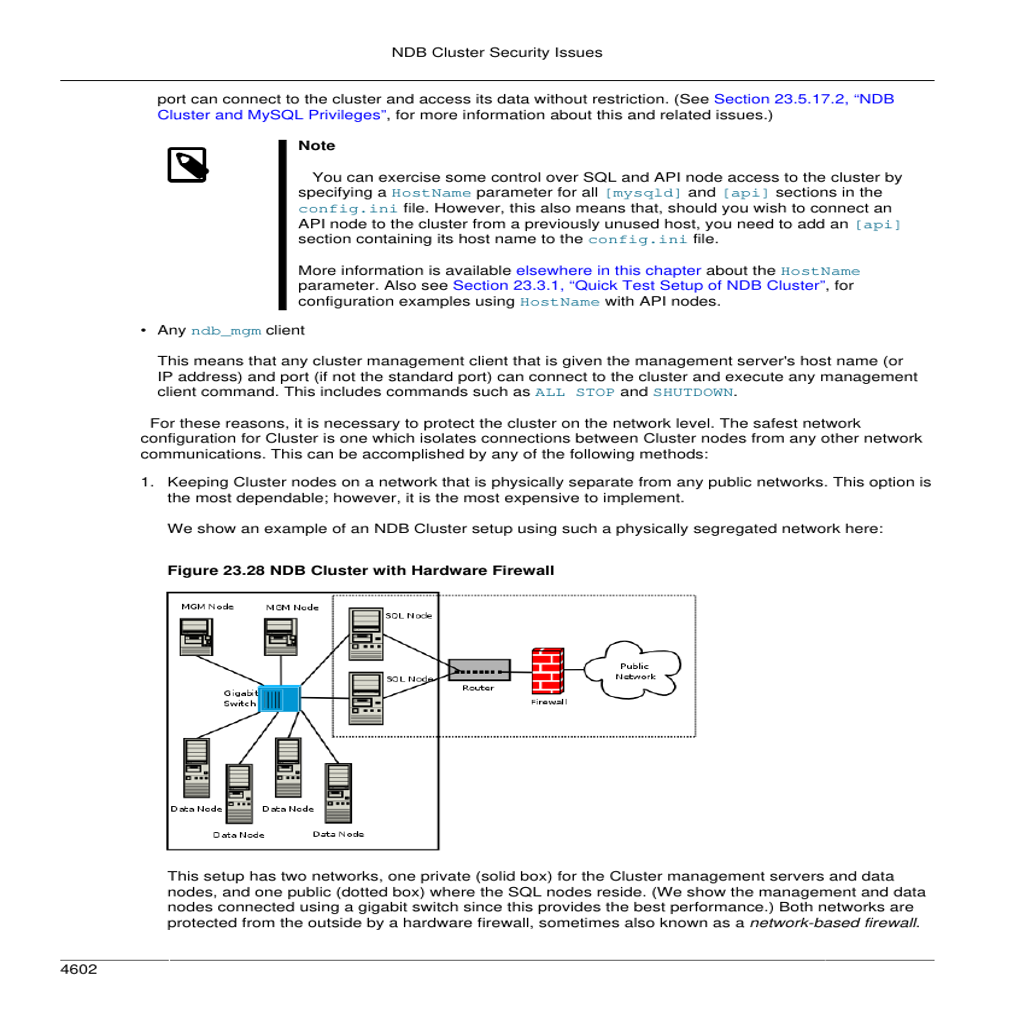 NDB Cluster Security Issues
port can connect to the cluster and access its data without restriction. (See Section 23.5.17.2, “NDB
Cluster and MySQL Privileges”, for more information about this and related issues.)
Note
You can exercise some control over SQL and API node access to the cluster by
specifying a HostName parameter for all [mysqld] and [api] sections in the
config.ini file. However, this also means that, should you wish to connect an
API node to the cluster from a previously unused host, you need to add an [api]
section containing its host name to the config.ini file.
More information is available elsewhere in this chapter about the HostName
parameter. Also see Section 23.3.1, “Quick Test Setup of NDB Cluster”, for
configuration examples using HostName with API nodes.
• Any ndb_mgm client
This means that any cluster management client that is given the management server's host name (or
IP address) and port (if not the standard port) can connect to the cluster and execute any management
client command. This includes commands such as ALL STOP and SHUTDOWN.
For these reasons, it is necessary to protect the cluster on the network level. The safest network
configuration for Cluster is one which isolates connections between Cluster nodes from any other network
communications. This can be accomplished by any of the following methods:
1. Keeping Cluster nodes on a network that is physically separate from any public networks. This option is
the most dependable; however, it is the most expensive to implement.
We show an example of an NDB Cluster setup using such a physically segregated network here:
Figure 23.28 NDB Cluster with Hardware Firewall
MGM Node
MGM Node
SQL Node
SQL Node
Gigabit
Switch
Router
Firewall
Public
Network
Data Node
Data Node
Data Node
Data Node
This setup has two networks, one private (solid box) for the Cluster management servers and data
nodes, and one public (dotted box) where the SQL nodes reside. (We show the management and data
nodes connected using a gigabit switch since this provides the best performance.) Both networks are
protected from the outside by a hardware firewall, sometimes also known as a network-based firewall.
4602